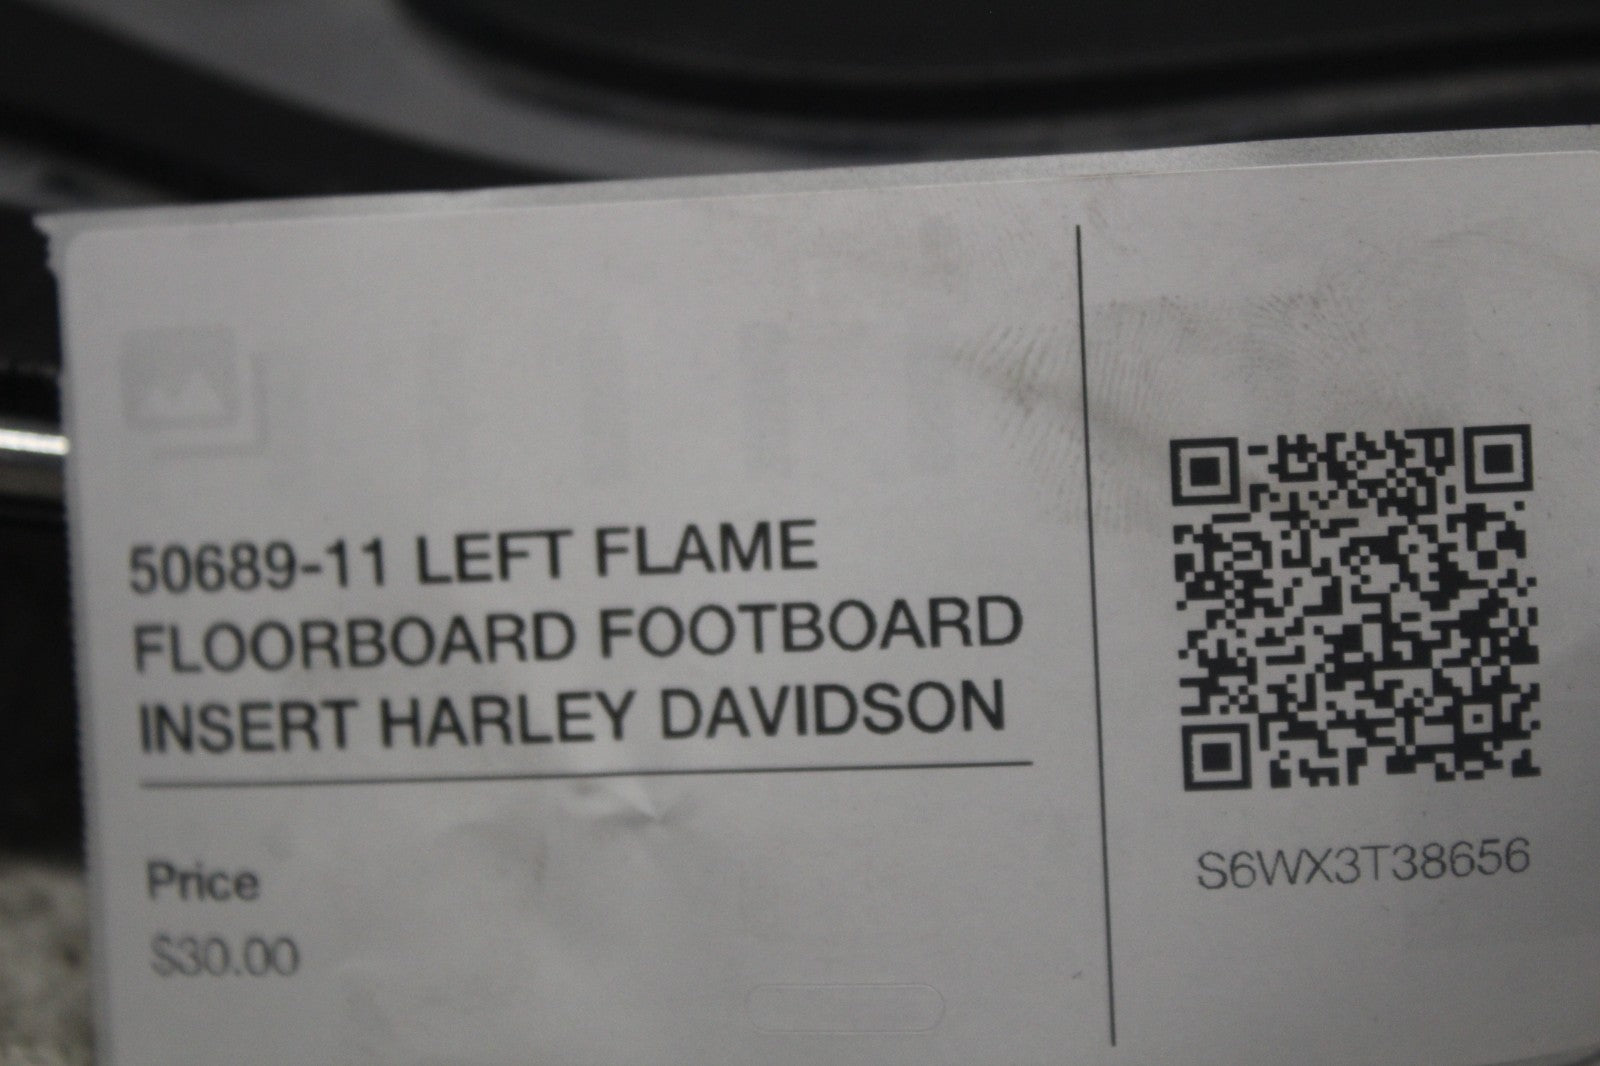 50689-11 LEFT FLAME
FLOORBOARD FOOTBOARD
INSERT HARLEY DAVIDSON
Price
$30.00
S6WX3T38656